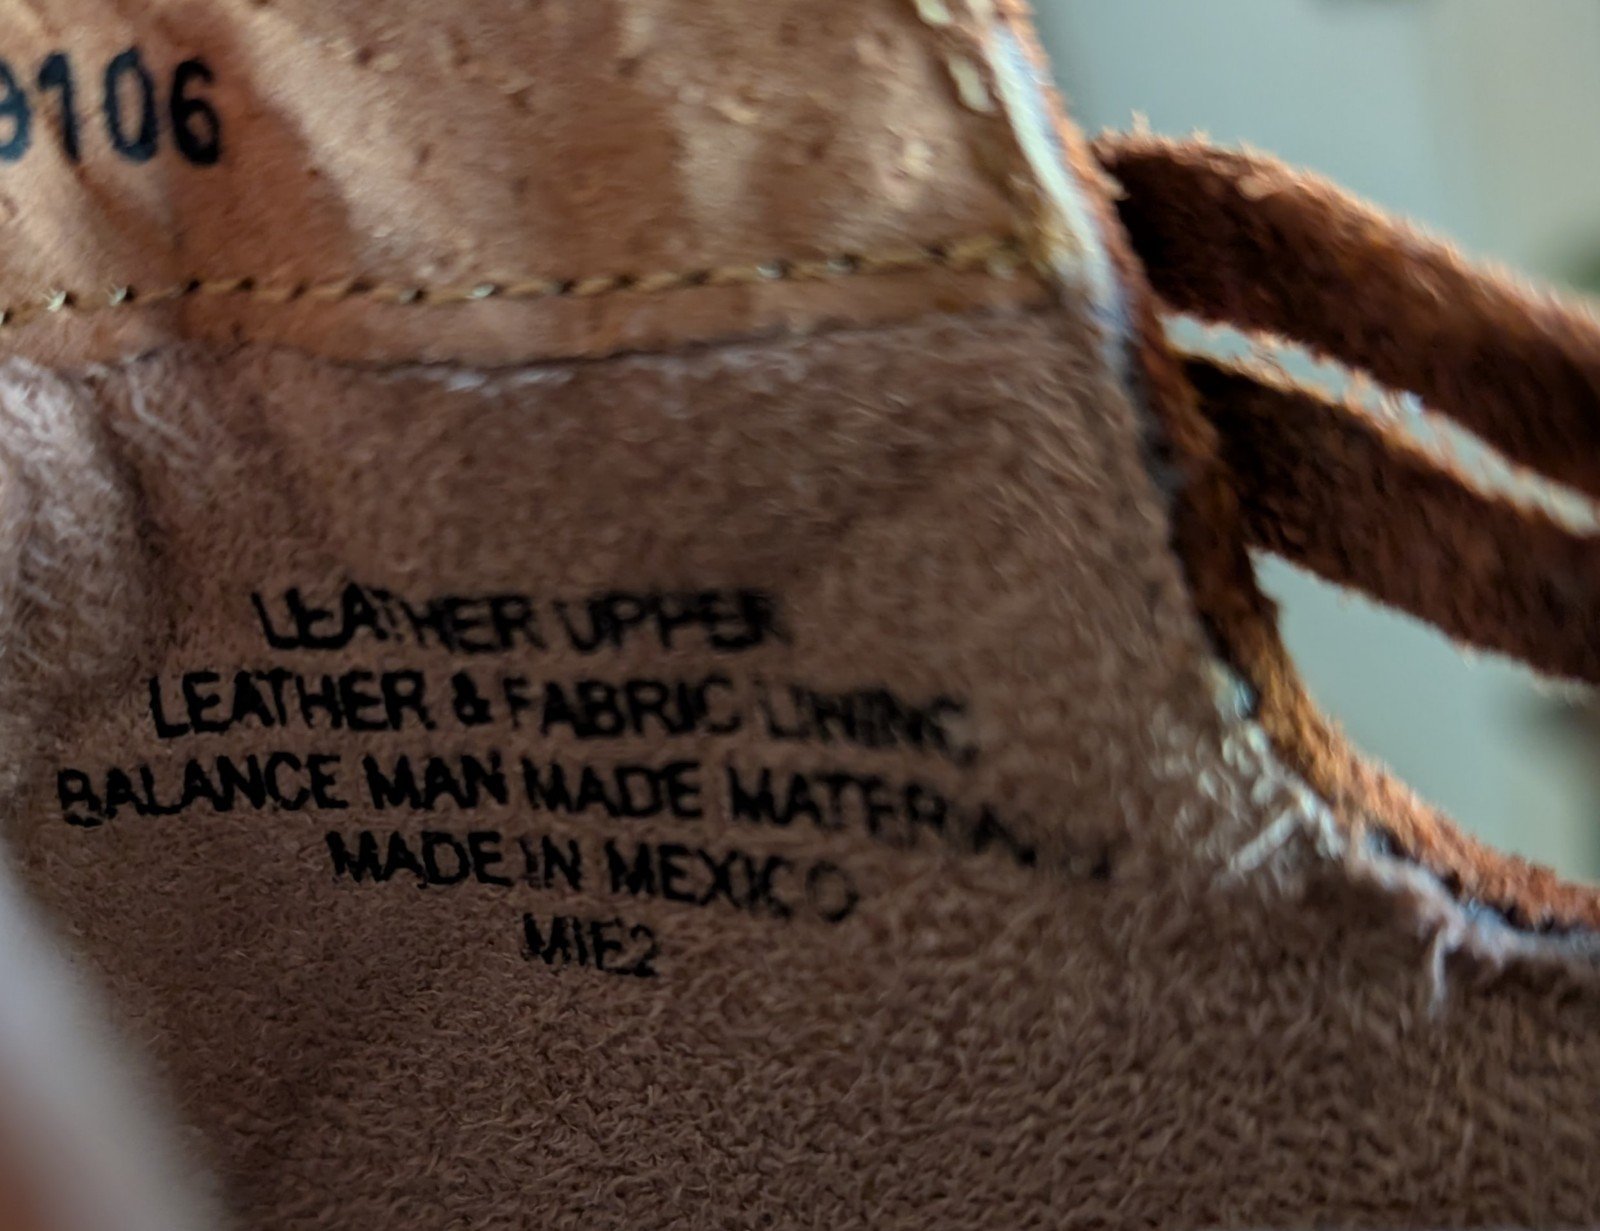 9106
LEATHER UPPER
LEATHER & FABRIC LINING
BALANCE MAN MADE MATERIALS
MADE IN MEXICO
MIE2